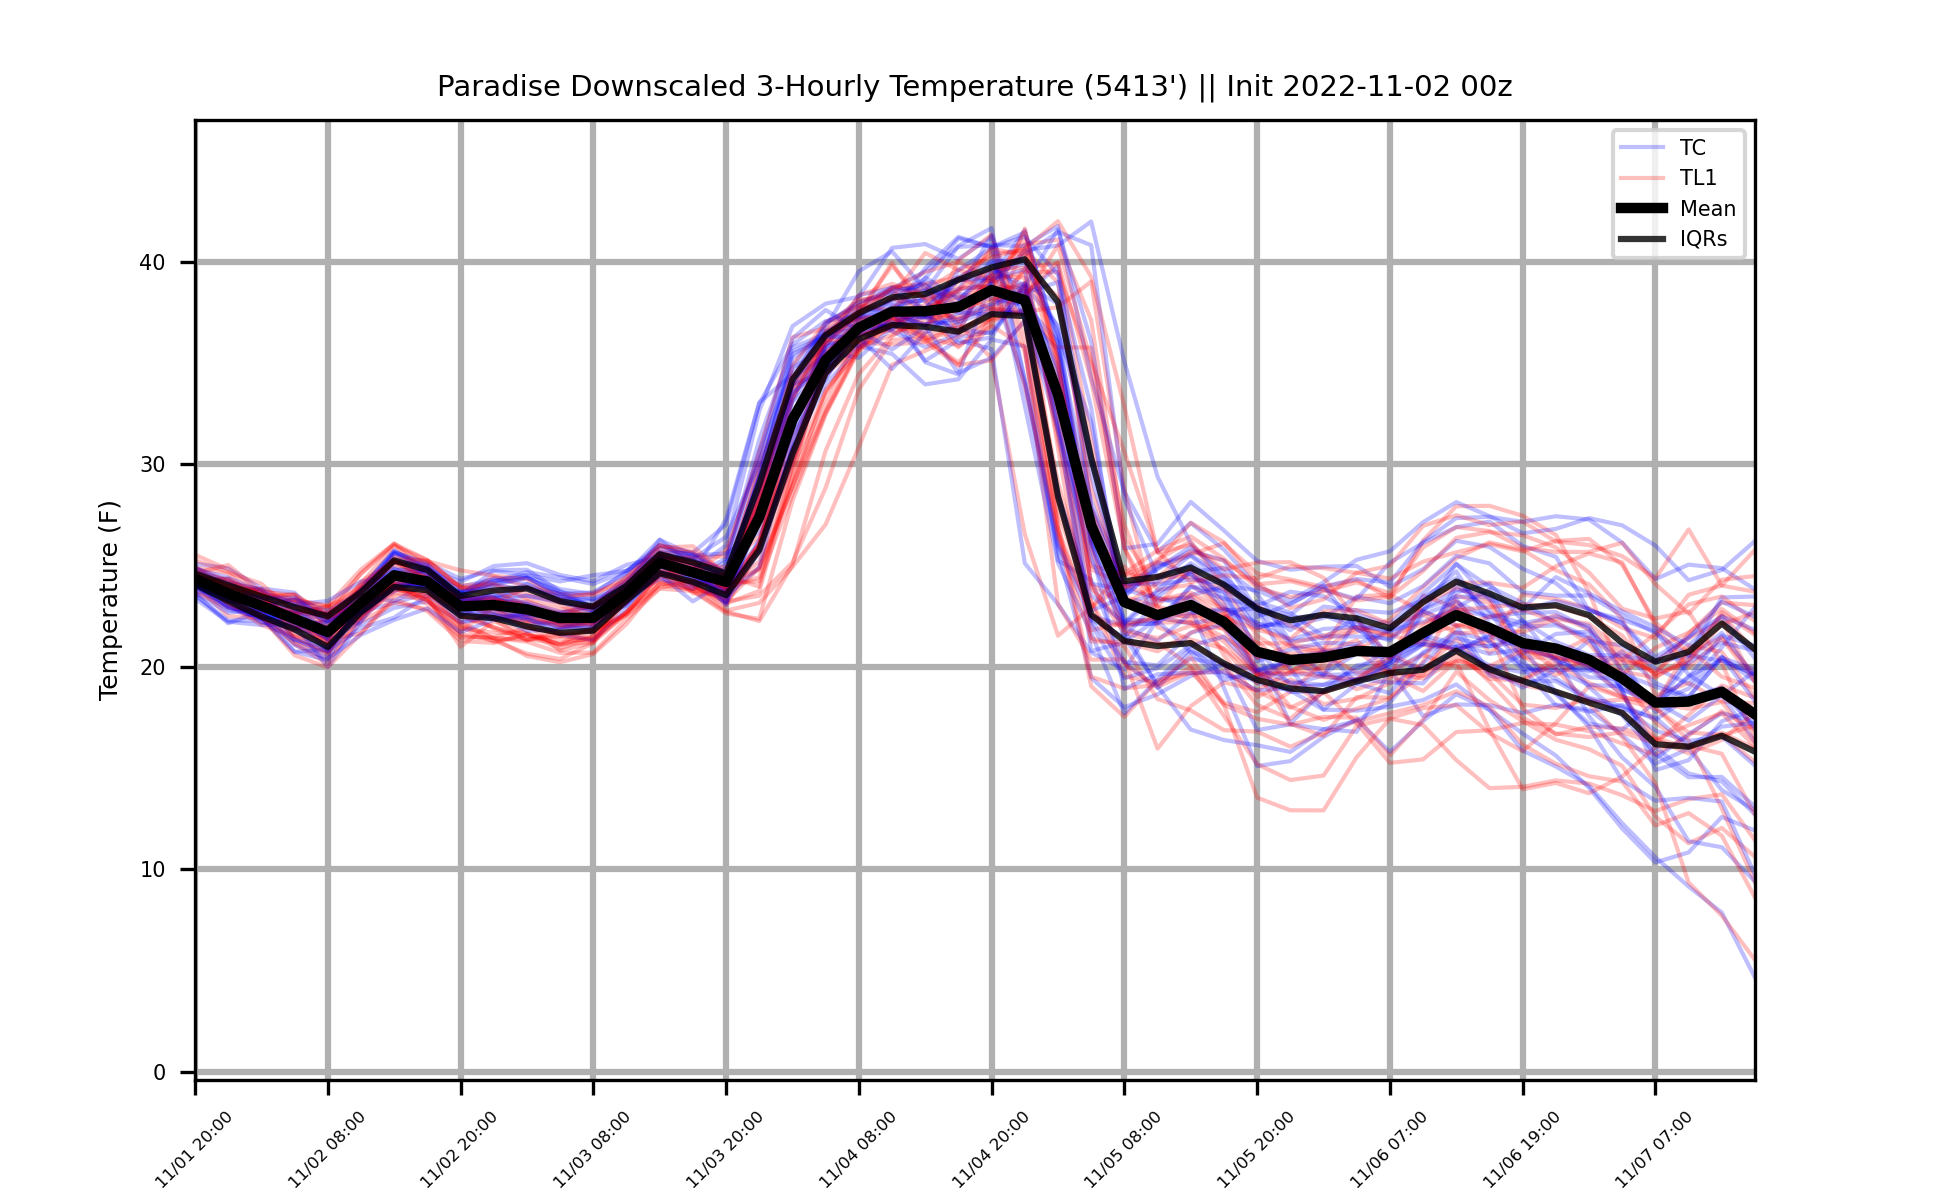 Paradise Downscaled 3-Hourly Temperature (5413') || Init 2022-11-02 00z
TC
TL1
Mean
IQRs
Temperature (F)
40
30
20
10
0
11/01 20:00
11/02 08:00
11/02 20:00
11/03 08:00
11/03 20:00
11/04 08:00
11/04 20:00
11/05 08:00
11/05 20:00
11/06 07:00
11/06 19:00
11/07 07:00